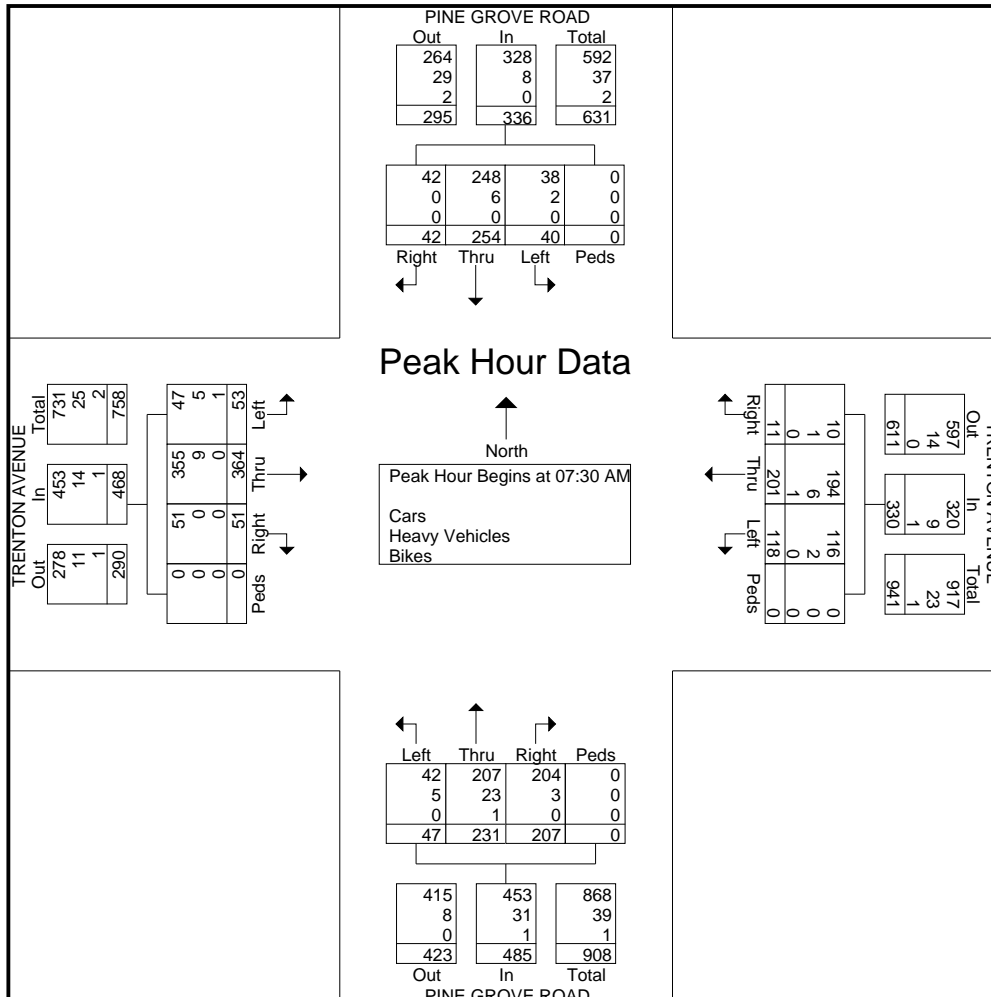 PINE GROVE ROAD
Out In Total
264 328 592
29 8 37
2 0 2
295 336 631
42 248 38 0
0 6 2 0
0 0 0 0
42 254 40 0
Right Thru Left Peds
Peak Hour Data
North
Peak Hour Begins at 07:30 AM
Cars
Heavy Vehicles
Bikes
TRENTON AVENUE
Out In Total
278 453 731
11 14 25
1 1 2
290 468 758
Left Thru Right Peds
47 355 51 0
5 9 0 0
1 0 0 0
53 364 51 0
TRENTON AVENUE
Out In Total
597 320 917
14 9 23
0 1 1
611 330 941
Right Thru Left Peds
10 194 116 0
1 6 2 0
0 1 0 0
11 201 118 0
Left Thru Right Peds
42 207 204 0
5 23 3 0
0 1 0 0
47 231 207 0
415 453 868
8 31 39
0 1 1
423 485 908
Out In Total
PINE GROVE ROAD